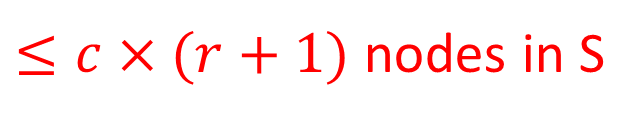 ≤ c × (r + 1) nodes in S